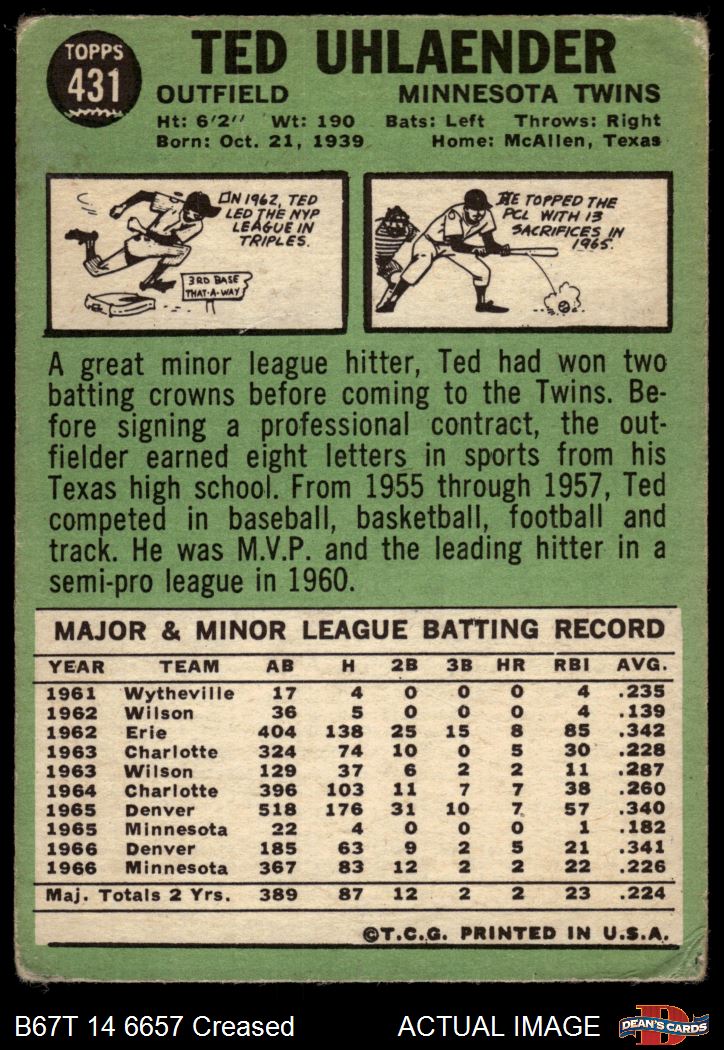 TOPPS
431
TED UHLAENDER
OUTFIELD MINNESOTA TWINS
Ht: 6'2" Wt: 190 Bats: Left Throws: Right
Born: Oct. 21, 1939 Home: McAllen, Texas
ON 1962, TED
LED THE NYP
LEAGUE IN
TRIPLES.
3RD BASE
THAT-A-WAY
HE TOPPED THE
PCL WITH 13
SACRIFICES IN
1965.
A great minor league hitter, Ted had won two
batting crowns before coming to the Twins. Be-
fore signing a professional contract, the out-
fielder earned eight letters in sports from his
Texas high school. From 1955 through 1957, Ted
competed in baseball, basketball, football and
track. He was M.V.P. and the leading hitter in a
semi-pro league in 1960.
MAJOR & MINOR LEAGUE BATTING RECORD
YEAR TEAM AB H 2B 3B HR RBI AVG.
1961 Wytheville 17 4 0 0 0 4 .235
1962 Wilson 36 5 0 0 0 4 .139
1962 Erie 404 138 25 15 8 85 .342
1963 Charlotte 324 74 10 0 5 30 .228
1963 Wilson 129 37 6 2 2 11 .287
1964 Charlotte 396 103 11 7 7 38 .260
1965 Denver 518 176 31 10 7 57 .340
1965 Minnesota 22 4 0 0 0 1 .182
1966 Denver 185 63 9 2 5 21 .341
1966 Minnesota 367 83 12 2 2 22 .226
Maj. Totals 2 Yrs. 389 87 12 2 2 23 .224
©T.C.G. PRINTED IN U.S.A.
B67T 14 6657 Creased ACTUAL IMAGE
D
DEAN'S CARDS